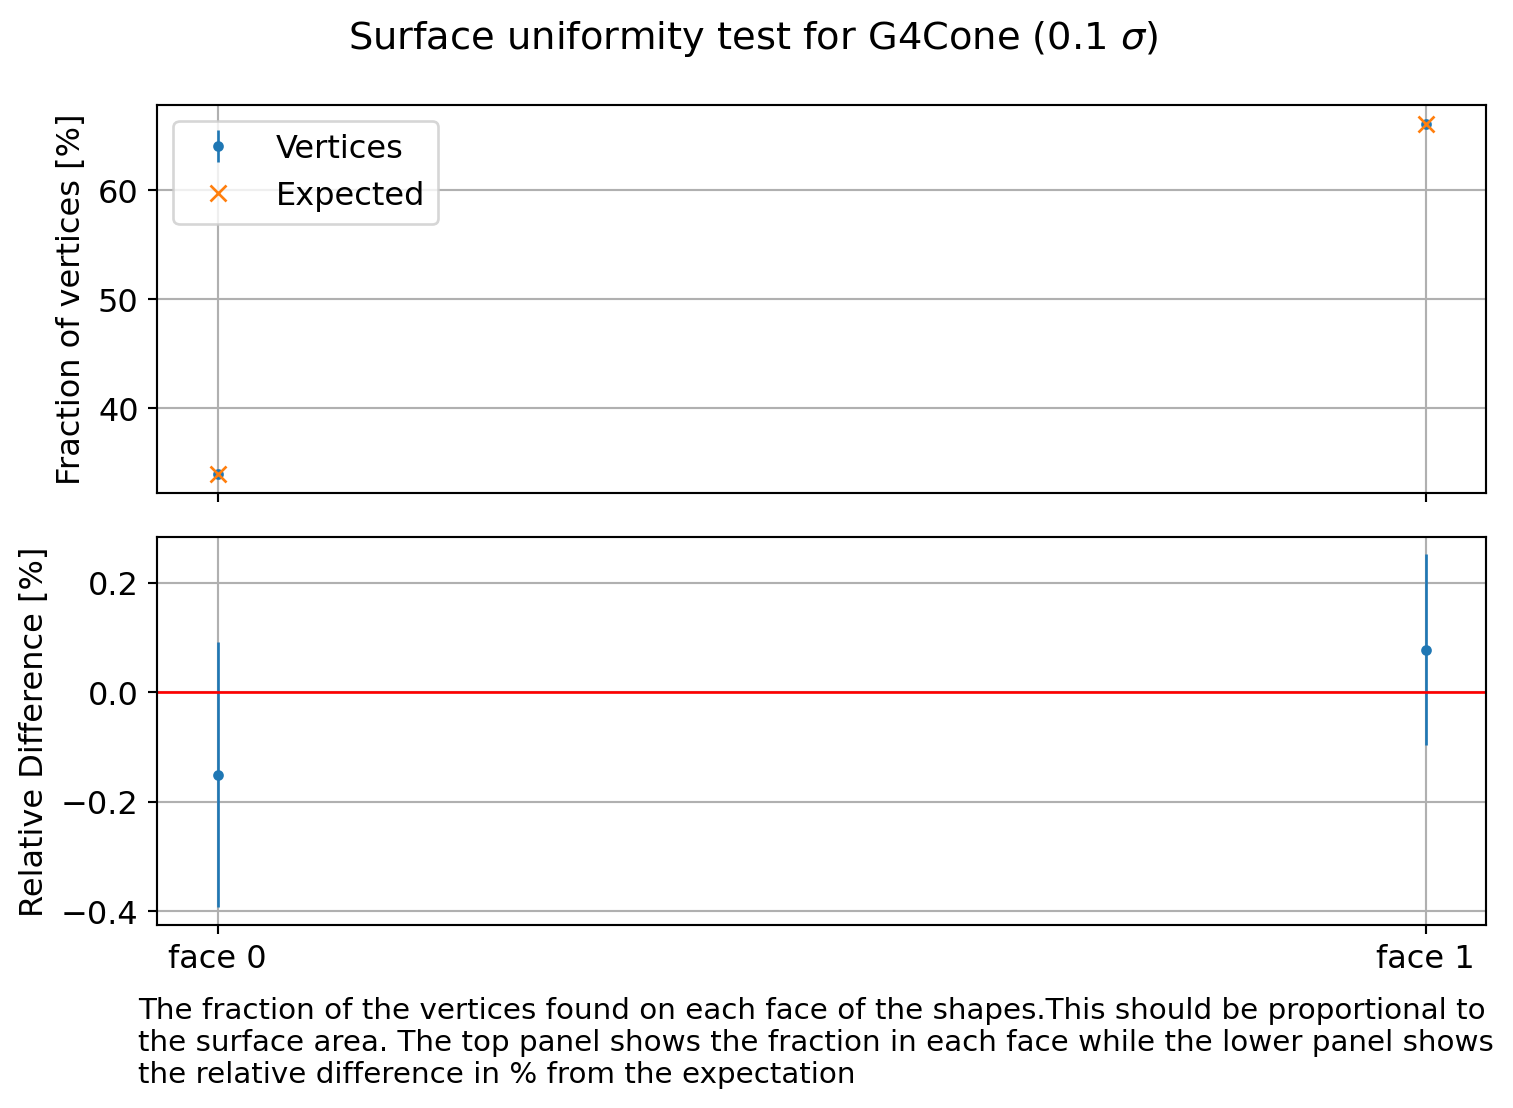 Surface uniformity test for G4Cone (0.1 σ)
Fraction of vertices [%]
60
50
40
Vertices
Expected
Relative Difference [%]
0.2
0.0
−0.2
−0.4
face 0
face 1
The fraction of the vertices found on each face of the shapes.This should be proportional to
the surface area. The top panel shows the fraction in each face while the lower panel shows
the relative difference in % from the expectation